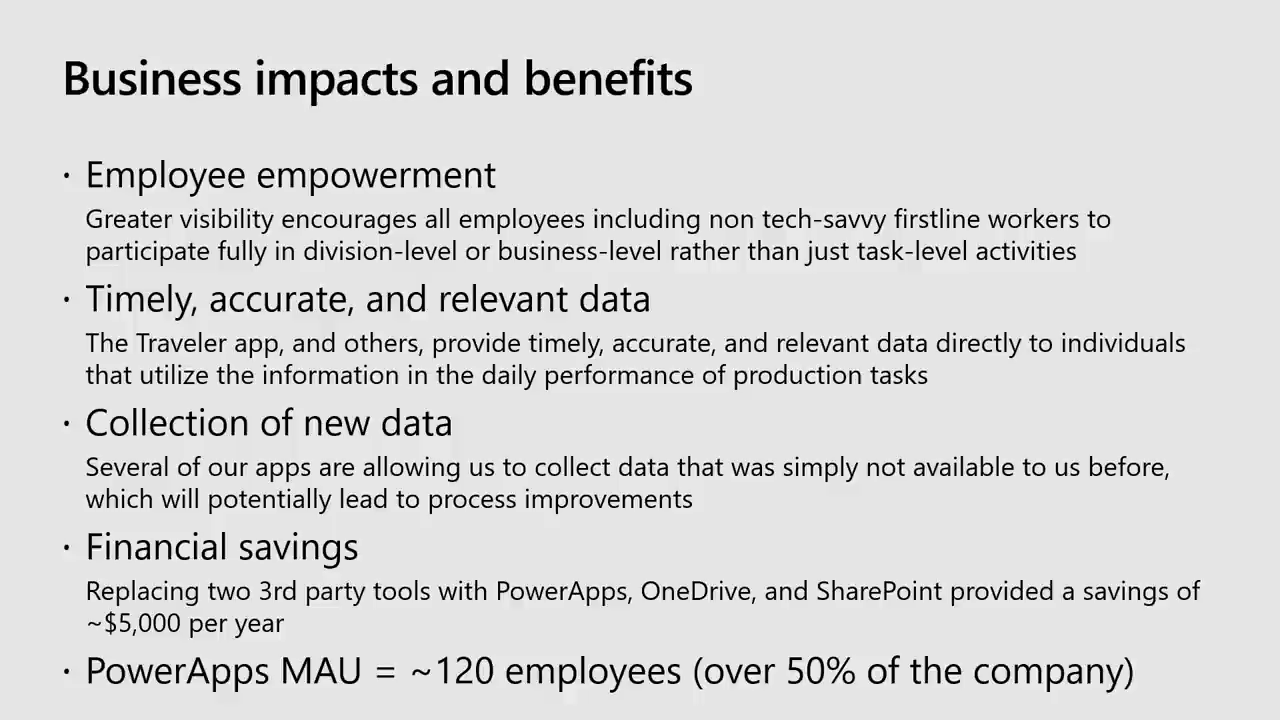 Business impacts and benefits
· Employee empowerment
Greater visibility encourages all employees including non tech-savvy firstline workers to
participate fully in division-level or business-level rather than just task-level activities
· Timely, accurate, and relevant data
The Traveler app, and others, provide timely, accurate, and relevant data directly to individuals
that utilize the information in the daily performance of production tasks
· Collection of new data
Several of our apps are allowing us to collect data that was simply not available to us before,
which will potentially lead to process improvements
· Financial savings
Replacing two 3rd party tools with PowerApps, OneDrive, and SharePoint provided a savings of
~$5,000 per year
· PowerApps MAU = ~120 employees (over 50% of the company)